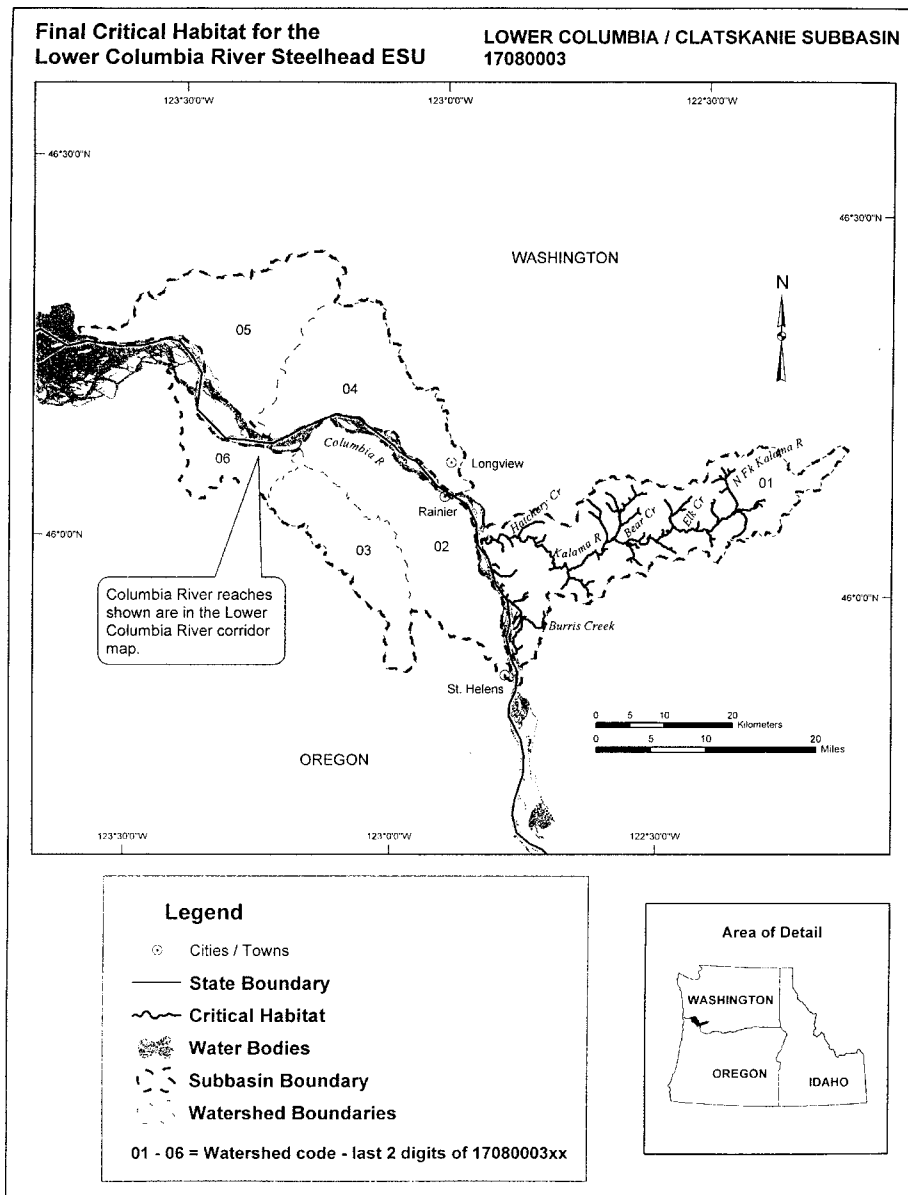 Final Critical Habitat for the
Lower Columbia River Steelhead ESU
LOWER COLUMBIA / CLATSKANIE SUBBASIN
17080003
123°30'0"W
123°0'0"W
122°30'0"W
46°30'0"N
46°30'0"N
WASHINGTON
N
05
04
Columbia R
Longview
06
Rainier
Hatchery Cr
Kalama R
Bear Cr
Elk Cr
N Fk Kalama R
01
46°0'0"N
03
02
46°0'0"N
Columbia River reaches
shown are in the Lower
Columbia River corridor
map.
Burris Creek
St. Helens
0 5 10 20
Kilometers
0 5 10 20
Miles
OREGON
123°30'0"W
123°0'0"W
122°30'0"W
Legend
Cities / Towns
State Boundary
Critical Habitat
Water Bodies
Subbasin Boundary
Watershed Boundaries
01 - 06 = Watershed code - last 2 digits of 17080003xx
Area of Detail
WASHINGTON
OREGON
IDAHO